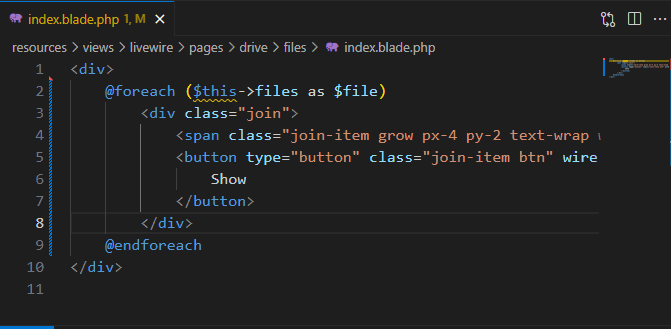 index.blade.php 1, M
resources > views > livewire > pages > drive > files > index.blade.php
1 <div>
2 @foreach ($this->files as $file)
3 <div class="join">
4 <span class="join-item grow px-4 py-2 text-wrap
5 <button type="button" class="join-item btn" wire
6 Show
7 </button>
8 </div>
9 @endforeach
10 </div>
11